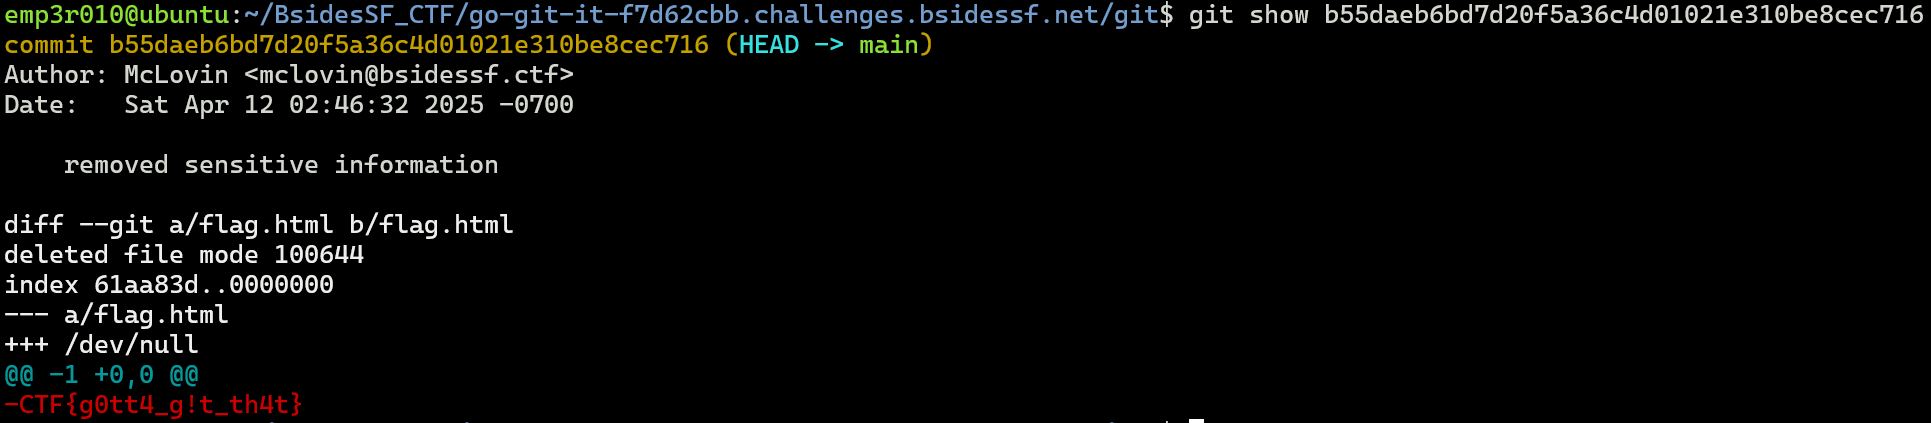 emp3r010@ubuntu:~/BsidesSF_CTF/go-git-it-f7d62cbb.challenges.bsidessf.net/git$ git show b55daeb6bd7d20f5a36c4d01021e310be8cec716
commit b55daeb6bd7d20f5a36c4d01021e310be8cec716 (HEAD -> main)
Author: McLovin <mclovin@bsidessf.ctf>
Date:   Sat Apr 12 02:46:32 2025 -0700
    removed sensitive information
diff --git a/flag.html b/flag.html
deleted file mode 100644
index 61aa83d..0000000
--- a/flag.html
+++ /dev/null
@@ -1 +0,0 @@
-CTF{g0tt4_g!t_th4t}